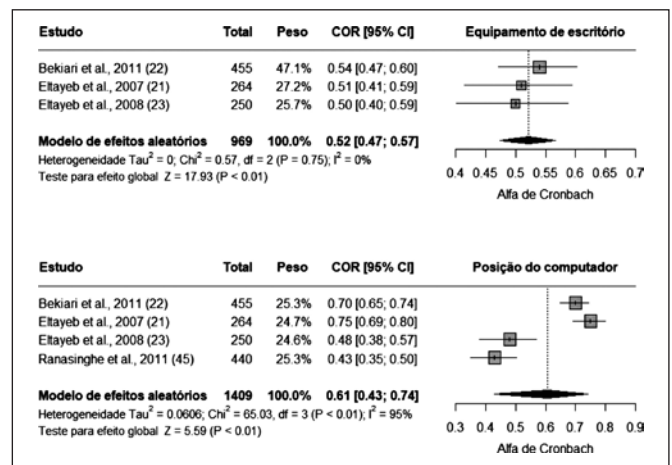 Estudo Total Peso COR [95% CI] Equipamento de escritório
Bekiari et al., 2011 (22) 455 47.1% 0.54 [0.47; 0.60]
Eltayeb et al., 2007 (21) 264 27.2% 0.51 [0.41; 0.59]
Eltayeb et al., 2008 (23) 250 25.7% 0.50 [0.40; 0.59]
Modelo de efeitos aleatórios 969 100.0% 0.52 [0.47; 0.57]
Heterogeneidade Tau² = 0; Chi² = 0.57, df = 2 (P = 0.75); I² = 0%
Teste para efeito global Z = 17.93 (P < 0.01)
0.4 0.45 0.5 0.55 0.6 0.65 0.7
Alfa de Cronbach
Estudo Total Peso COR [95% CI] Posição do computador
Bekiari et al., 2011 (22) 455 25.3% 0.70 [0.65; 0.74]
Eltayeb et al., 2007 (21) 264 24.7% 0.75 [0.69; 0.80]
Eltayeb et al., 2008 (23) 250 24.6% 0.48 [0.38; 0.57]
Ranasinghe et al., 2011 (45) 440 25.3% 0.43 [0.35; 0.50]
Modelo de efeitos aleatórios 1409 100.0% 0.61 [0.43; 0.74]
Heterogeneidade Tau² = 0.0606; Chi² = 65.03, df = 3 (P < 0.01); I² = 95%
Teste para efeito global Z = 5.59 (P < 0.01)
0.3 0.4 0.5 0.6 0.7 0.8 0.9
Alfa de Cronbach